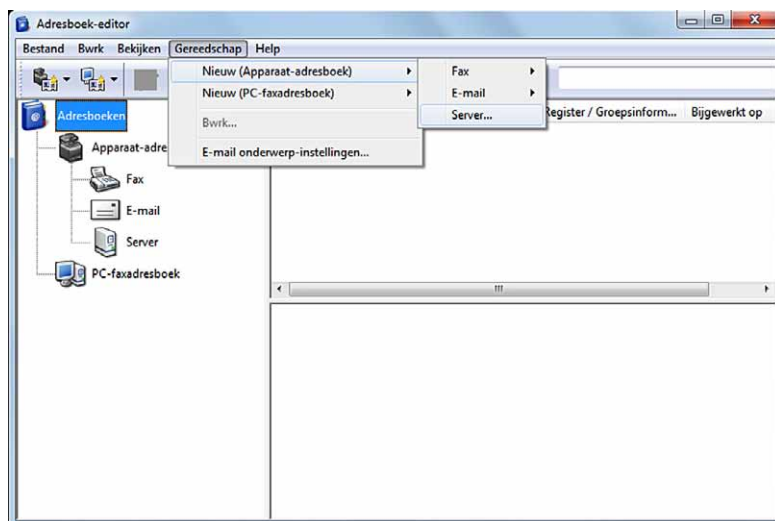 Adresboek-editor
Bestand Bwrk Bekijken Gereedschap Help
Nieuw (Apparaat-adresboek)
Nieuw (PC-faxadresboek)
Bwrk...
E-mail onderwerp-instellingen...
Fax
E-mail
Server...
Register / Groepsinform... Bijgewerkt op
Adresboeken
Apparaat-adre
Fax
E-mail
Server
PC-faxadresboek